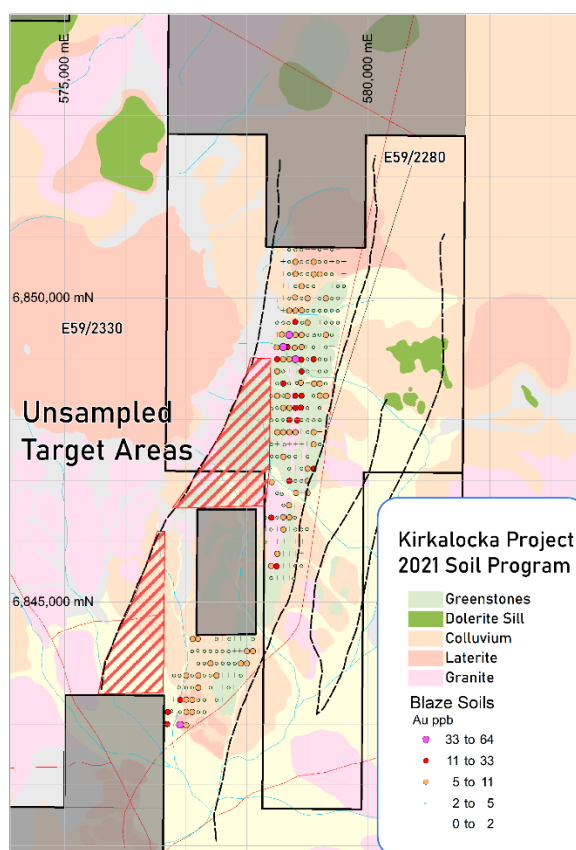 575,000 mE
580,000 mE
E59/2280
6,850,000 mN
E59/2330
Unsampled
Target Areas
6,845,000 mN
Kirkalocka Project
2021 Soil Program
Greenstones
Dolerite Sill
Colluvium
Laterite
Granite
Blaze Soils
Au ppb
33 to 64
11 to 33
5 to 11
2 to 5
0 to 2